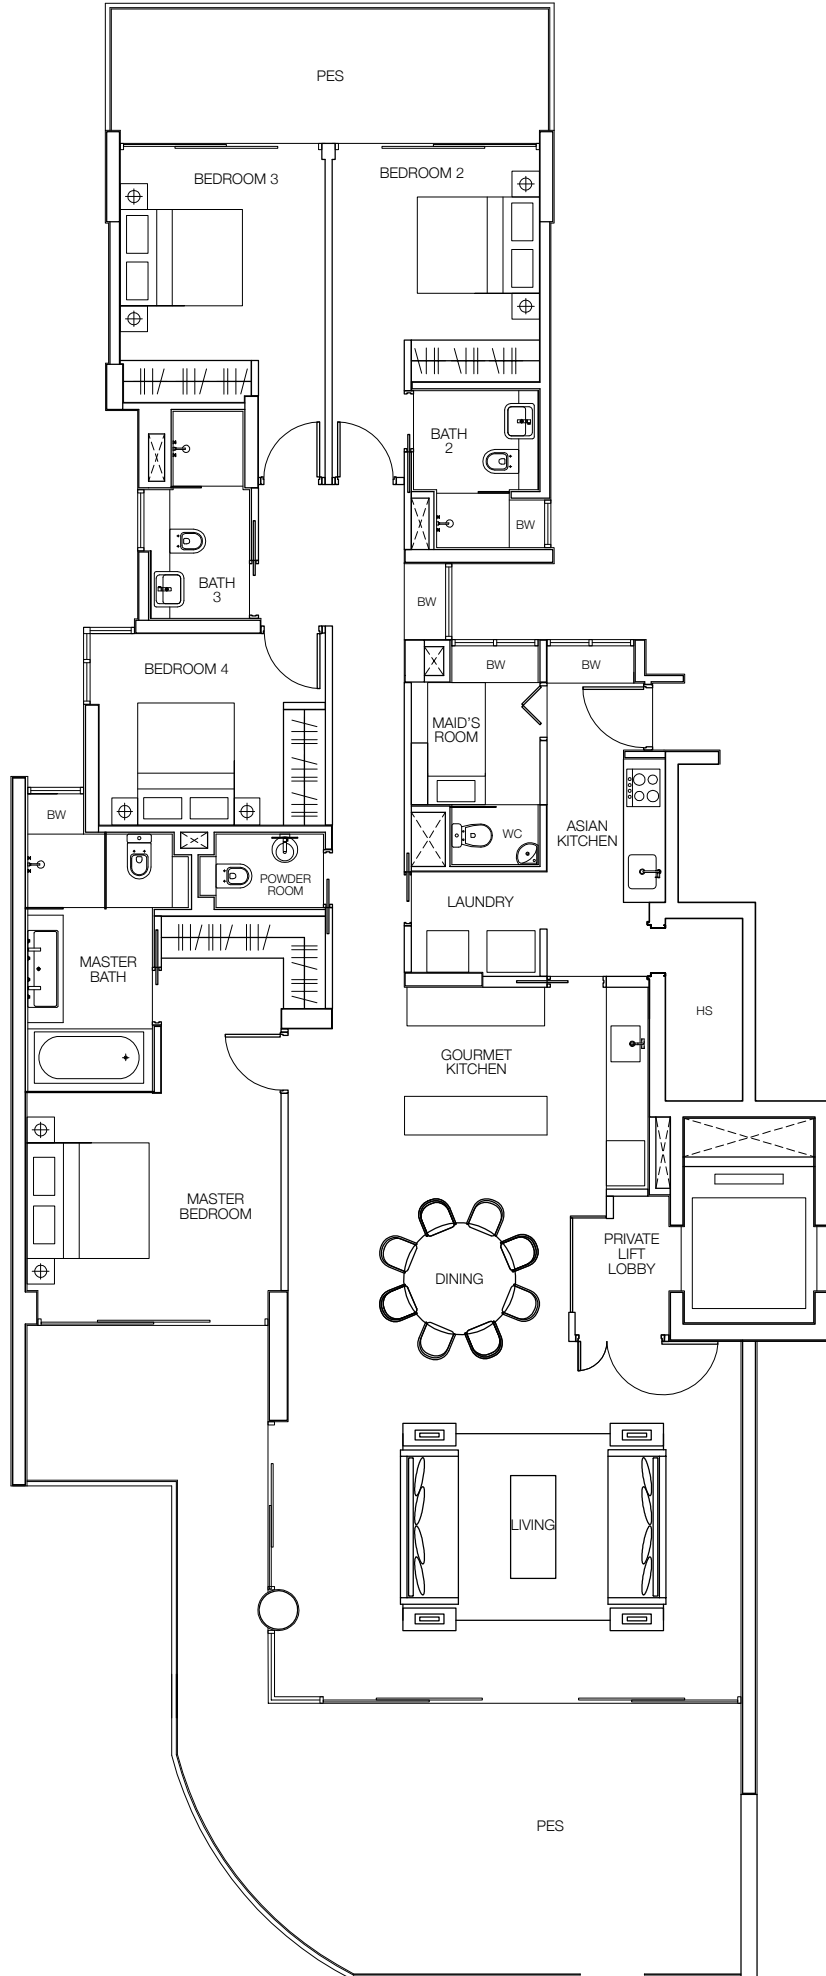 PES
BEDROOM 3
BEDROOM 2
BATH
2
BW
BATH
3
BW
BEDROOM 4
BW
BW
MAID'S
ROOM
BW
ASIAN
KITCHEN
WC
POWDER
ROOM
LAUNDRY
MASTER
BATH
HS
GOURMET
KITCHEN
MASTER
BEDROOM
PRIVATE
LIFT
LOBBY
DINING
LIVING
PES